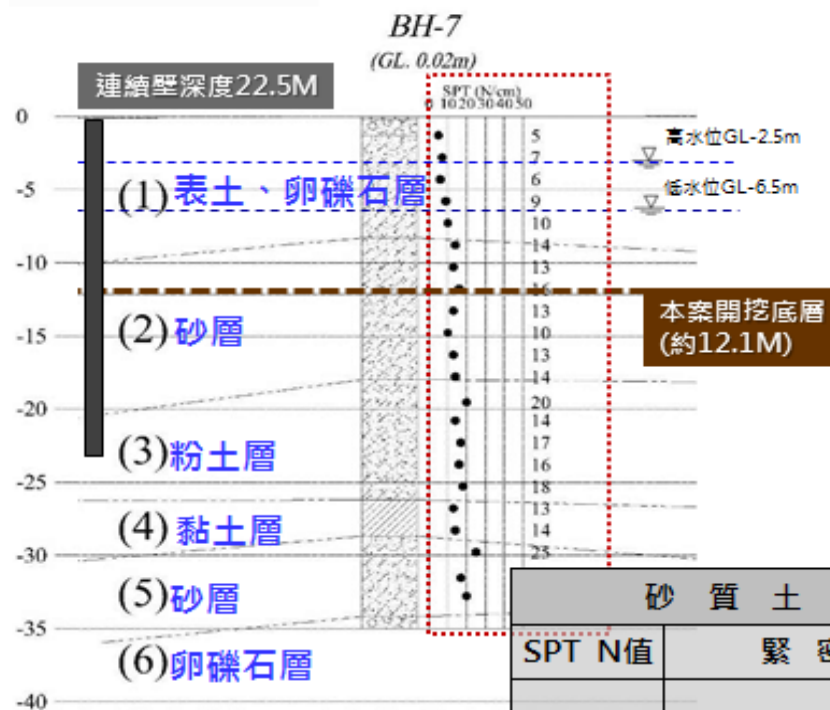 BH-7
(GL. 0.02m)
連續壁深度22.5M
SPT (N/cm)
0 10 20 30 40 50
0
5
高水位GL-2.5m
7
-5
(1) 表土、卵礫石層
6
低水位GL-6.5m
9
10
14
-10
13
16
本案開挖底層
(約12.1M)
(2) 砂層
13
-15
10
13
14
-20
20
14
(3) 粉土層
17
16
-25
18
(4) 黏土層
13
14
-30
25
(5) 砂層
-35
(6) 卵礫石層
-40
砂 質 土
SPT N值
緊